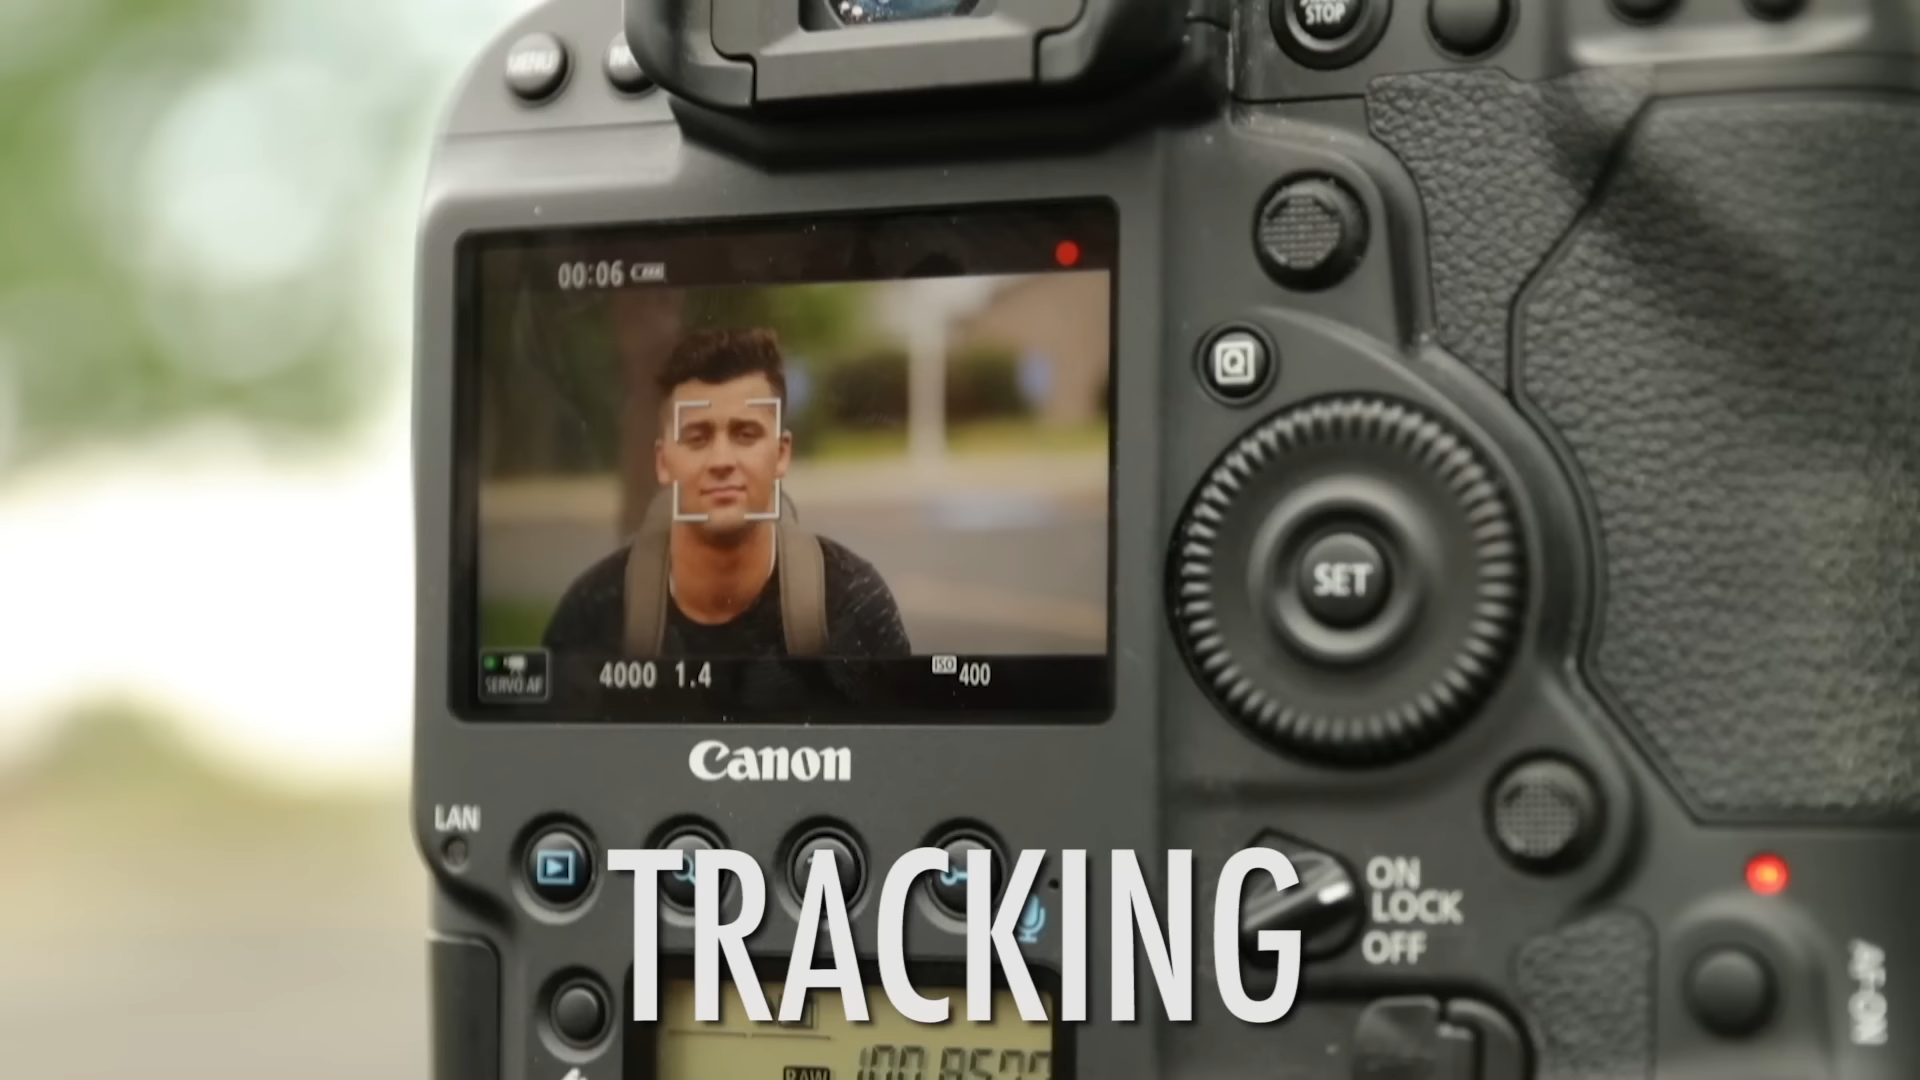 MENU
STOP
00:06
Q
SET
SERVO AF
4000 1.4
ISO 400
Canon
LAN
ON
LOCK
OFF
TRACKING
AF-ON
RAW